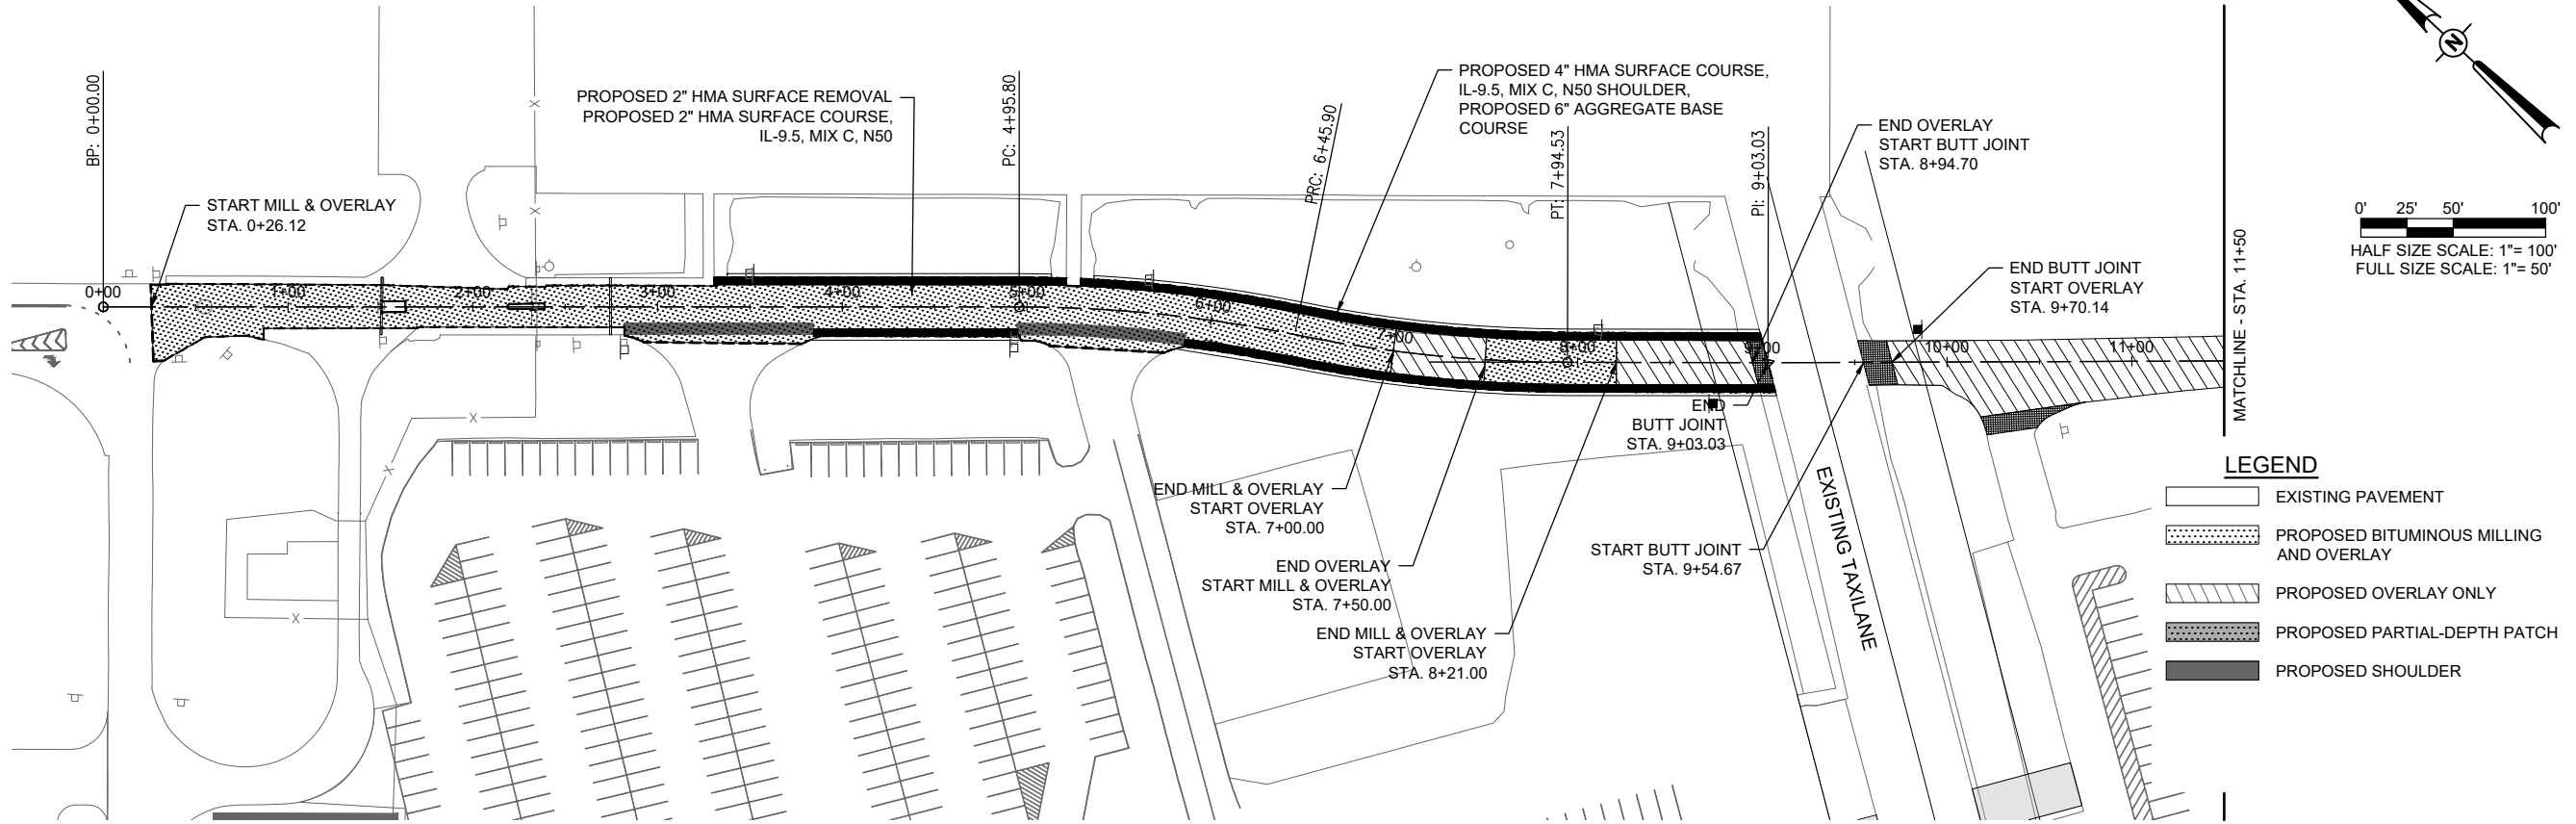 BP: 0+00.00
START MILL & OVERLAY
STA. 0+26.12
PROPOSED 2" HMA SURFACE REMOVAL
PROPOSED 2" HMA SURFACE COURSE,
IL-9.5, MIX C, N50
PC: 4+95.80
PRC: 6+45.90
PROPOSED 4" HMA SURFACE COURSE,
IL-9.5, MIX C, N50 SHOULDER,
PROPOSED 6" AGGREGATE BASE
COURSE
PT: 7+94.53
PI: 9+03.03
END OVERLAY
START BUTT JOINT
STA. 8+94.70
END BUTT JOINT
START OVERLAY
STA. 9+70.14
MATCHLINE - STA. 11+50
N
0' 25' 50' 100'
HALF SIZE SCALE: 1"= 100'
FULL SIZE SCALE: 1"= 50'
0+00
1+00
2+00
3+00
4+00
5+00
6+00
7+00
8+00
9+00
10+00
11+00
X
X
X
X
X
END
BUTT JOINT
STA. 9+03.03
END MILL & OVERLAY
START OVERLAY
STA. 7+00.00
END OVERLAY
START MILL & OVERLAY
STA. 7+50.00
END MILL & OVERLAY
START OVERLAY
STA. 8+21.00
START BUTT JOINT
STA. 9+54.67
EXISTING TAXILANE
LEGEND
EXISTING PAVEMENT
PROPOSED BITUMINOUS MILLING
AND OVERLAY
PROPOSED OVERLAY ONLY
PROPOSED PARTIAL-DEPTH PATCH
PROPOSED SHOULDER